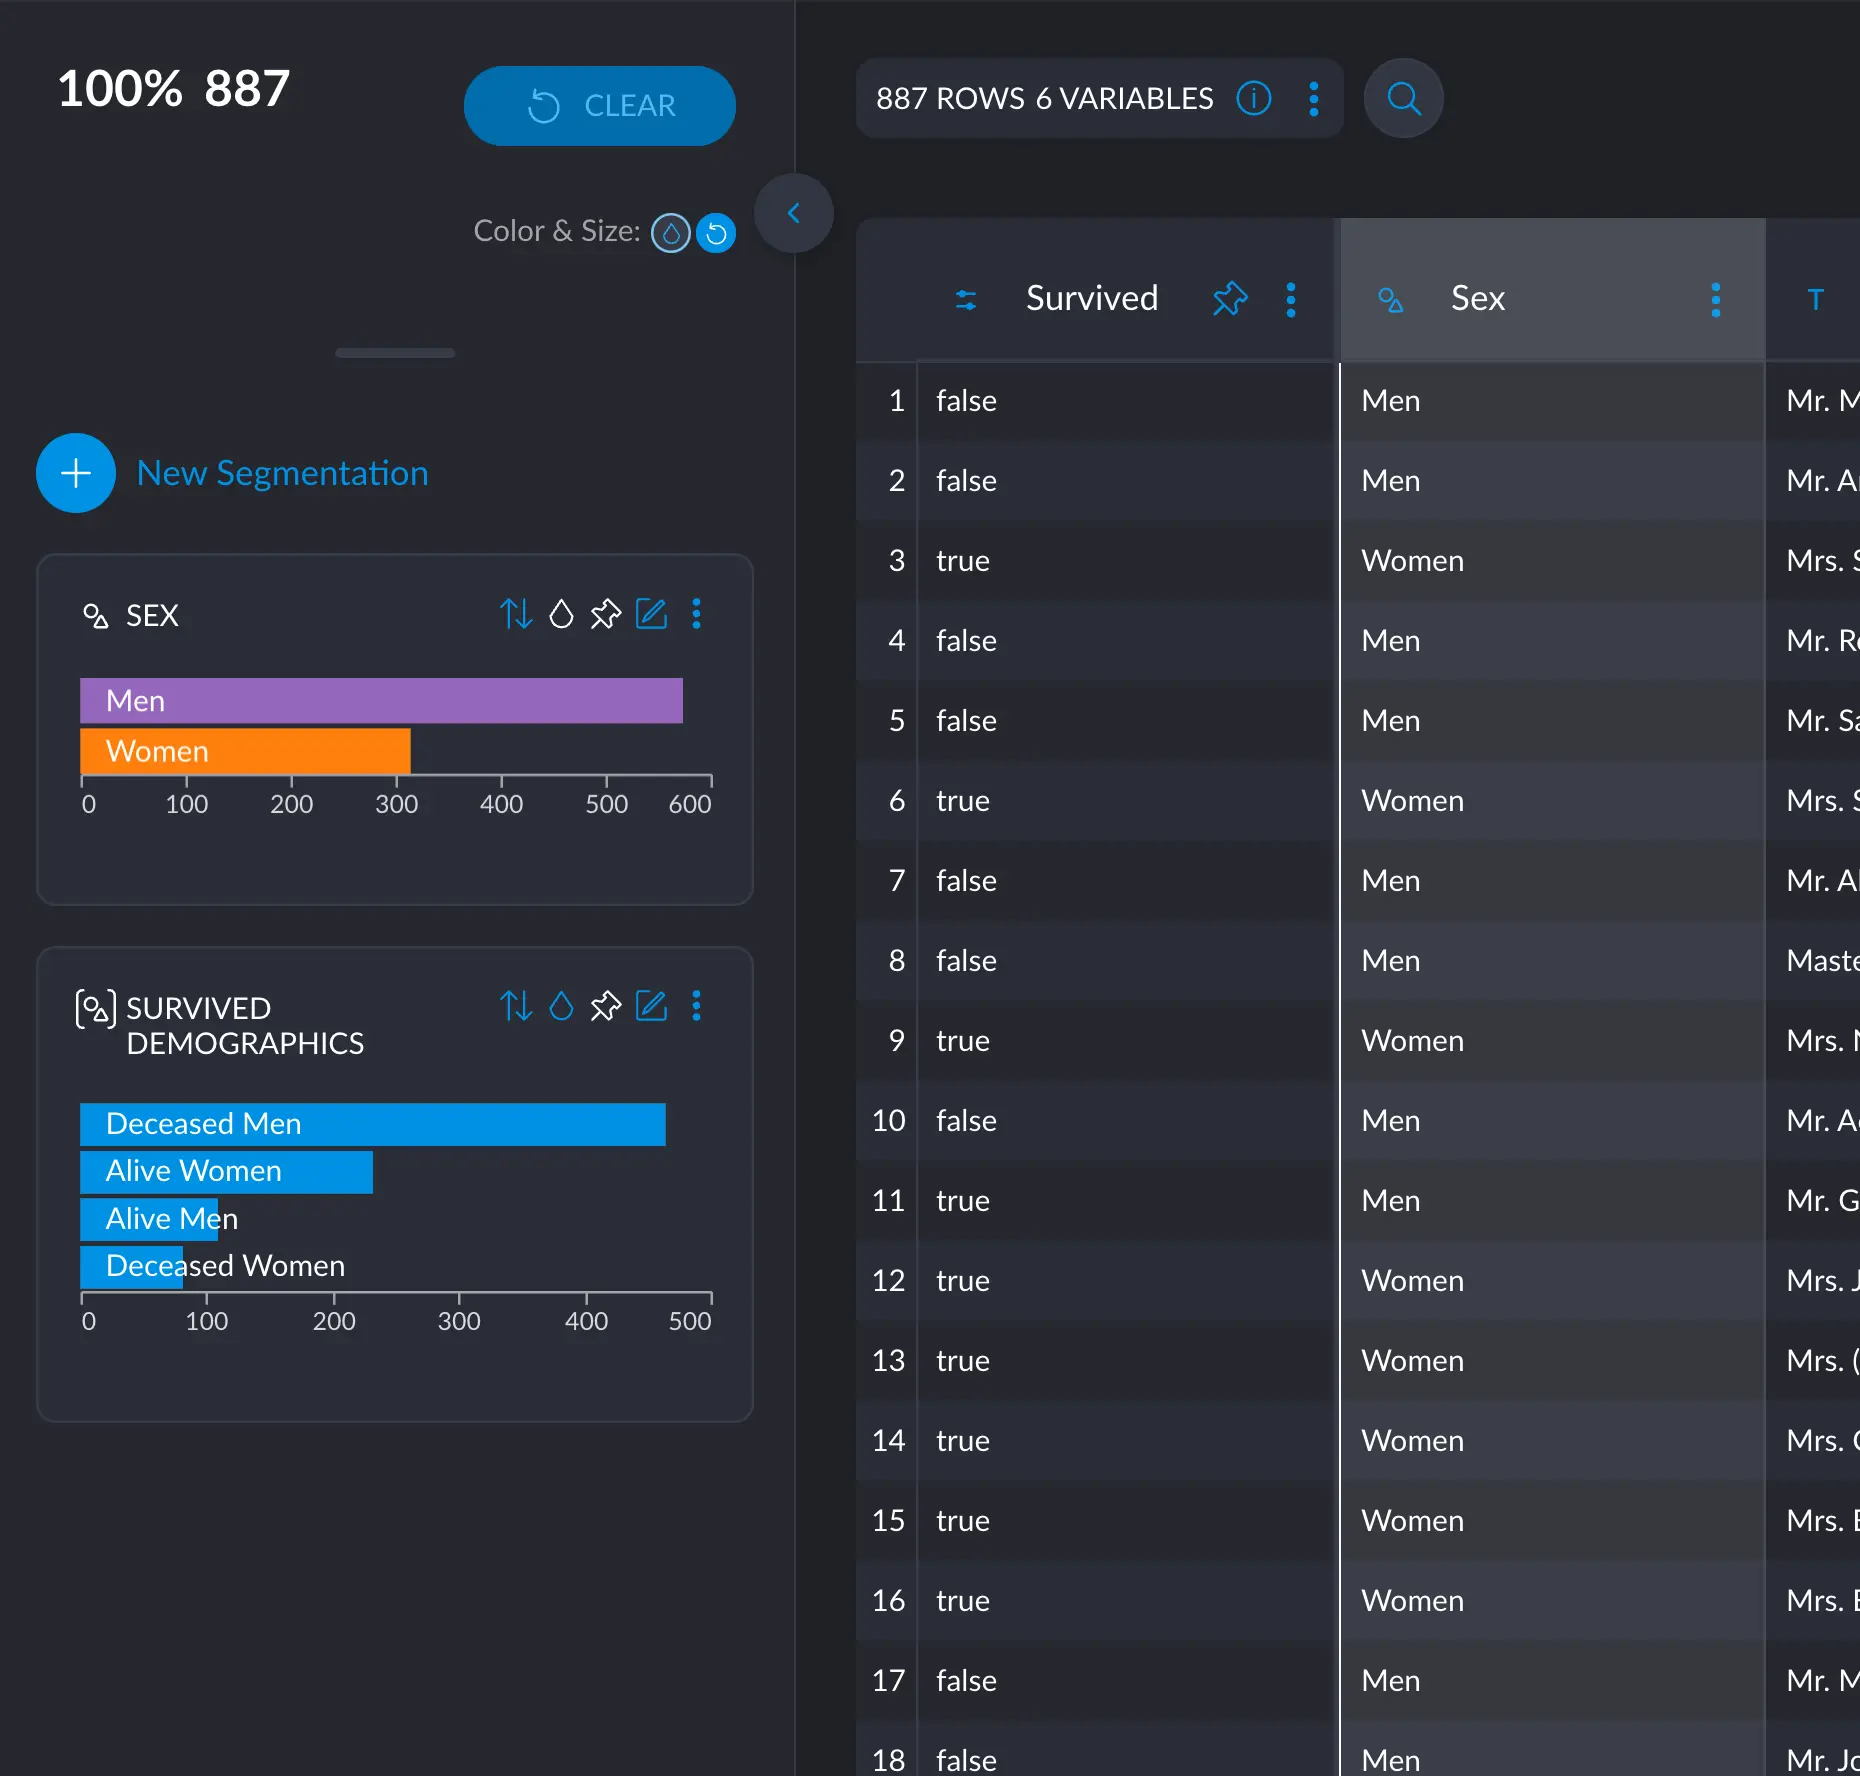 100% 887
CLEAR
Color & Size:
New Segmentation
SEX
Men
Women
0 100 200 300 400 500 600
SURVIVED
DEMOGRAPHICS
Deceased Men
Alive Women
Alive Men
Deceased Women
0 100 200 300 400 500
887 ROWS 6 VARIABLES
Survived Sex T
1 false Men Mr.
2 false Men Mr.
3 true Women Mrs.
4 false Men Mr.
5 false Men Mr.
6 true Women Mrs.
7 false Men Mr.
8 false Men
9 true Women Mrs.
10 false Men Mr.
11 true Men Mr.
12 true Women Mrs.
13 true Women Mrs. (
14 true Women Mrs.
15 true Women Mrs.
16 true Women Mrs.
17 false Men Mr.
18 false Men Mr.